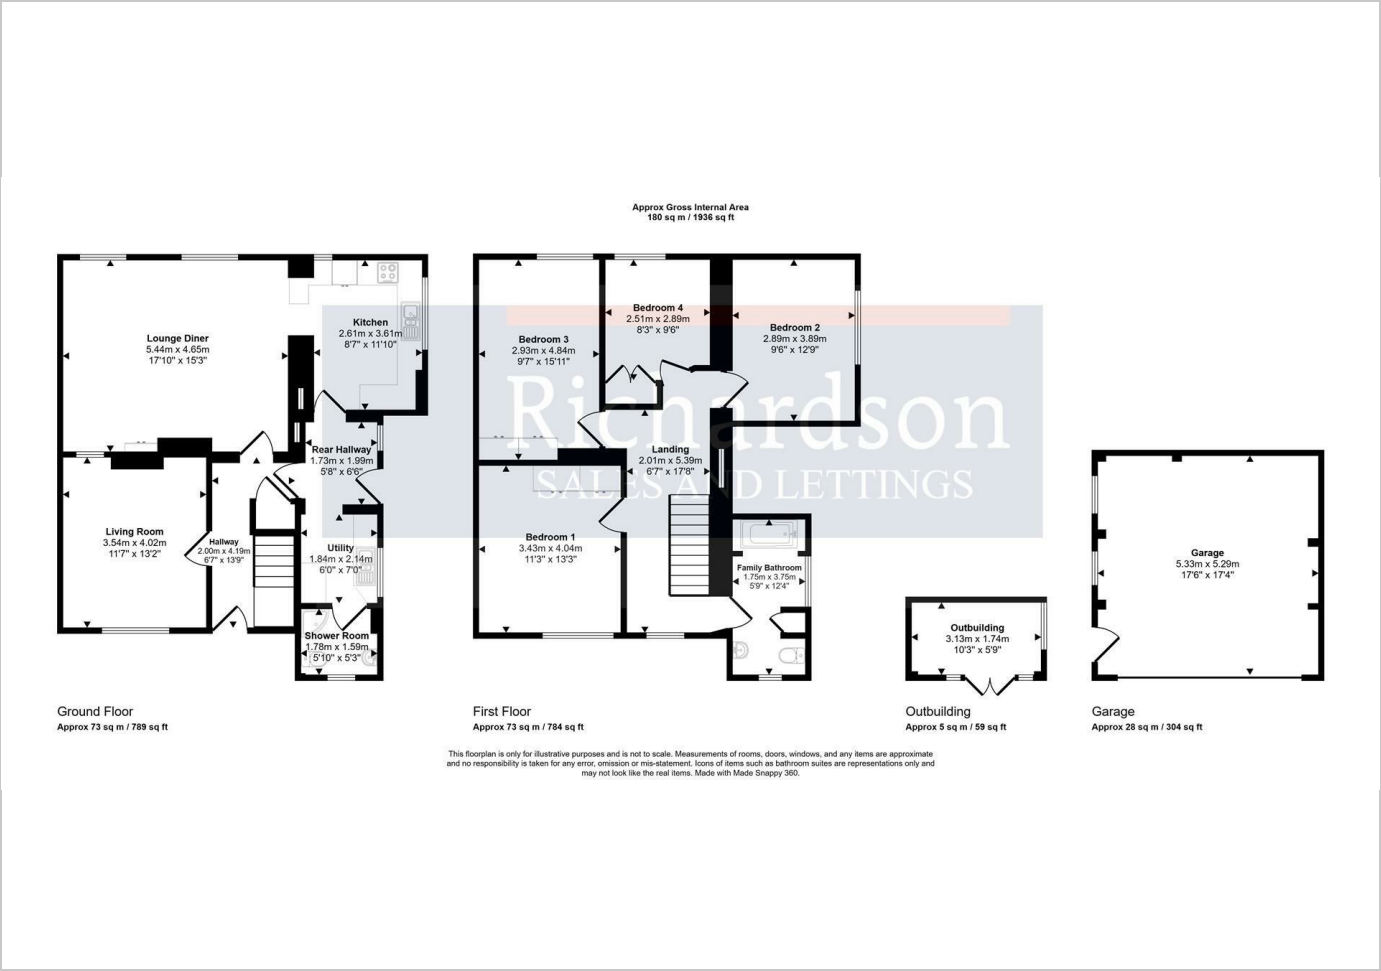 Approx Gross Internal Area
180 sq m / 1936 sq ft
Lounge Diner
5.44m x 4.65m
17'10" x 15'3"
Kitchen
2.61m x 3.61m
8'7" x 11'10"
Rear Hallway
1.73m x 1.99m
5'8" x 6'6"
Living Room
3.54m x 4.02m
11'7" x 13'2"
Hallway
2.00m x 4.19m
6'7" x 13'9"
Utility
1.84m x 2.14m
6'0" x 7'0"
Shower Room
1.78m x 1.59m
5'10" x 5'3"
Ground Floor
Approx 73 sq m / 789 sq ft
Bedroom 3
2.93m x 4.84m
9'7" x 15'11"
Bedroom 4
2.51m x 2.89m
8'3" x 9'6"
Bedroom 2
2.89m x 3.89m
9'6" x 12'9"
Richardson
SALES AND LETTINGS
Landing
2.01m x 5.39m
6'7" x 17'8"
Bedroom 1
3.43m x 4.04m
11'3" x 13'3"
Family Bathroom
1.75m x 3.75m
5'9" x 12'4"
First Floor
Approx 73 sq m / 784 sq ft
Outbuilding
3.13m x 1.74m
10'3" x 5'9"
Outbuilding
Approx 5 sq m / 59 sq ft
Garage
5.33m x 5.29m
17'6" x 17'4"
Garage
Approx 28 sq m / 304 sq ft
This floorplan is only for illustrative purposes and is not to scale. Measurements of rooms, doors, windows, and any items are approximate
and no responsibility is taken for any error, omission or mis-statement. Icons of items such as bathroom suites are representations only and
may not look like the real items. Made with Made Snappy 360.